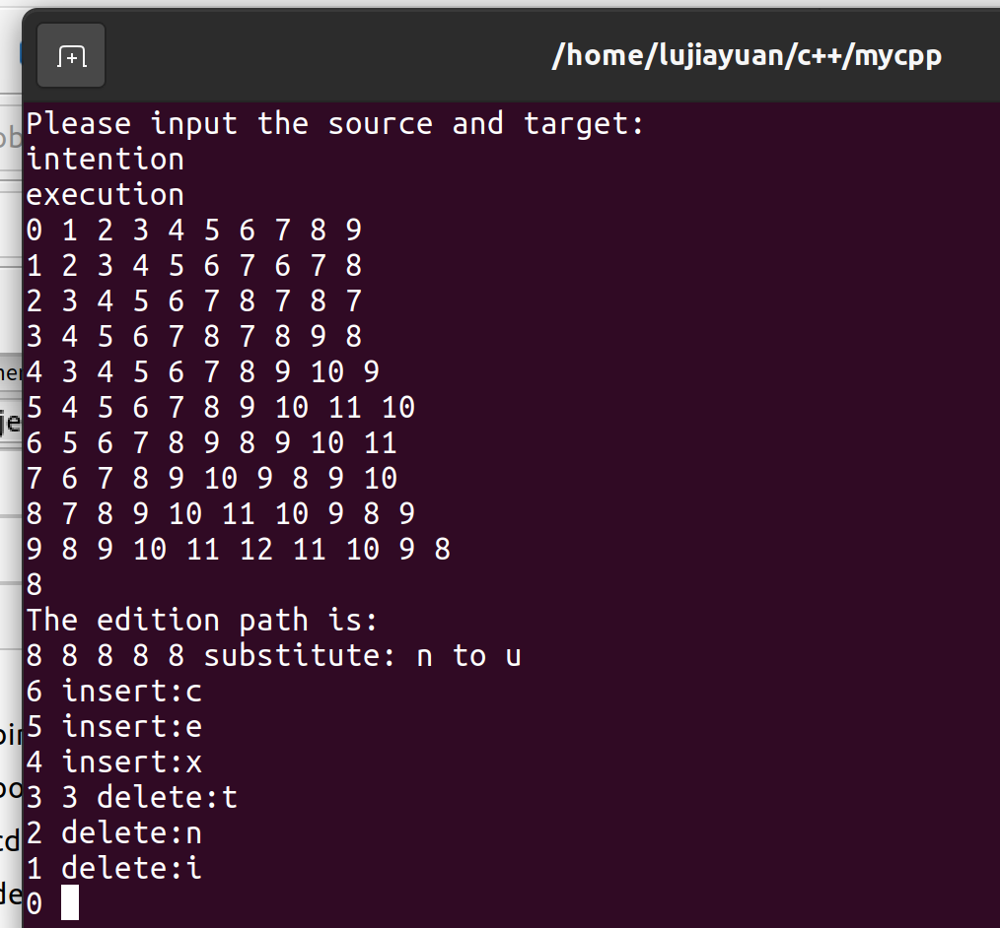 /home/lujiayuan/c++/mycpp
Please input the source and target:
intention
execution
0 1 2 3 4 5 6 7 8 9
1 2 3 4 5 6 7 6 7 8
2 3 4 5 6 7 8 7 8 7
3 4 5 6 7 8 7 8 9 8
4 3 4 5 6 7 8 9 10 9
5 4 5 6 7 8 9 10 11 10
6 5 6 7 8 9 8 9 10 11
7 6 7 8 9 10 9 8 9 10
8 7 8 9 10 11 10 9 8 9
9 8 9 10 11 12 11 10 9 8
8
The edition path is:
8 8 8 8 8 substitute: n to u
6 insert:c
5 insert:e
4 insert:x
3 3 delete:t
2 delete:n
1 delete:i
0